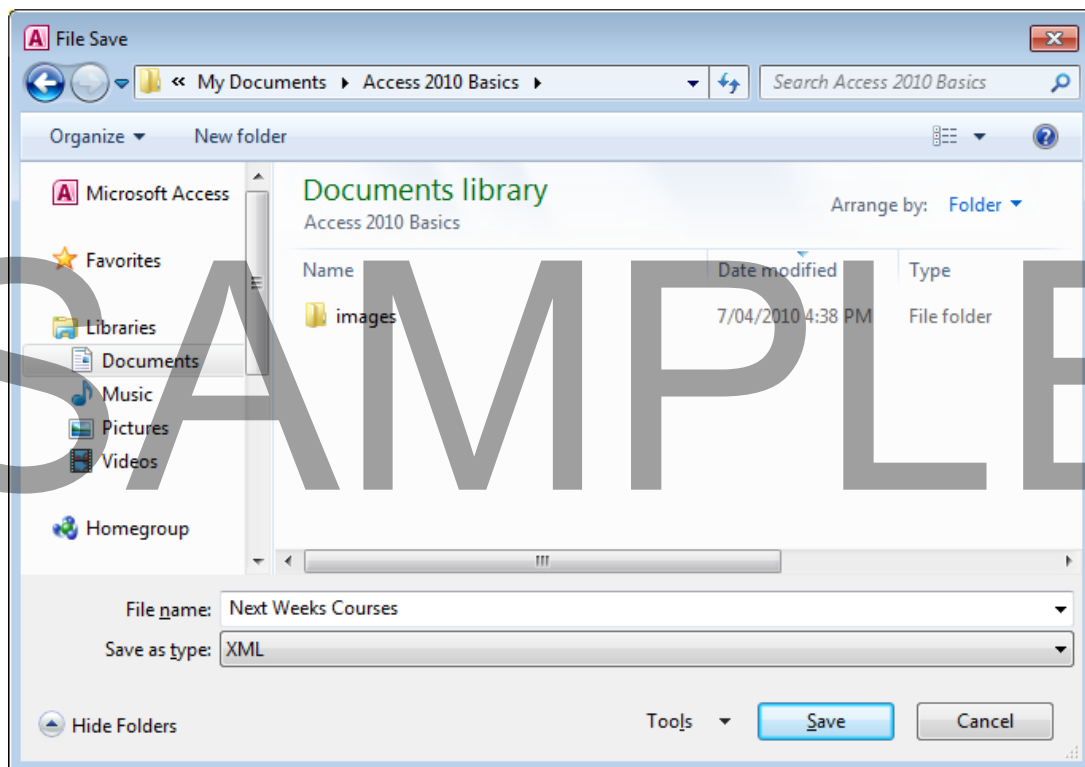 File Save
« My Documents Access 2010 Basics Search Access 2010 Basics
Organize New folder
Microsoft Access
Favorites
Libraries
Documents
Music
Pictures
Videos
Homegroup
Documents library
Access 2010 Basics
Arrange by: Folder
Name Date modified Type
images 7/04/2010 4:38 PM File folder
SAMPLE
File name: Next Weeks Courses
Save as type: XML
Hide Folders Tools Save Cancel